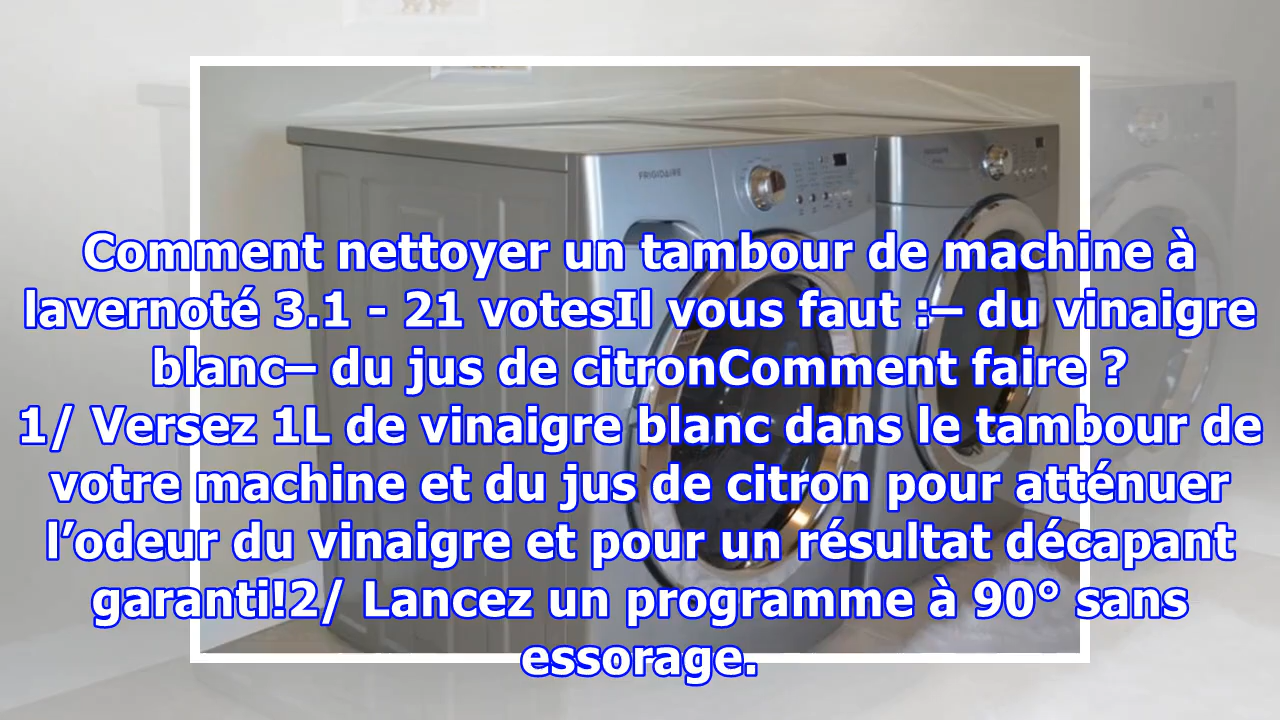 FRIGIDAIRE
FRIGIDAIRE
Comment nettoyer un tambour de machine à
lavernoté 3.1 - 21 votesIl vous faut :– du vinaigre
blanc– du jus de citronComment faire ?
1/ Versez 1L de vinaigre blanc dans le tambour de
votre machine et du jus de citron pour atténuer
l’odeur du vinaigre et pour un résultat décapant
garanti!2/ Lancez un programme à 90° sans
essorage.